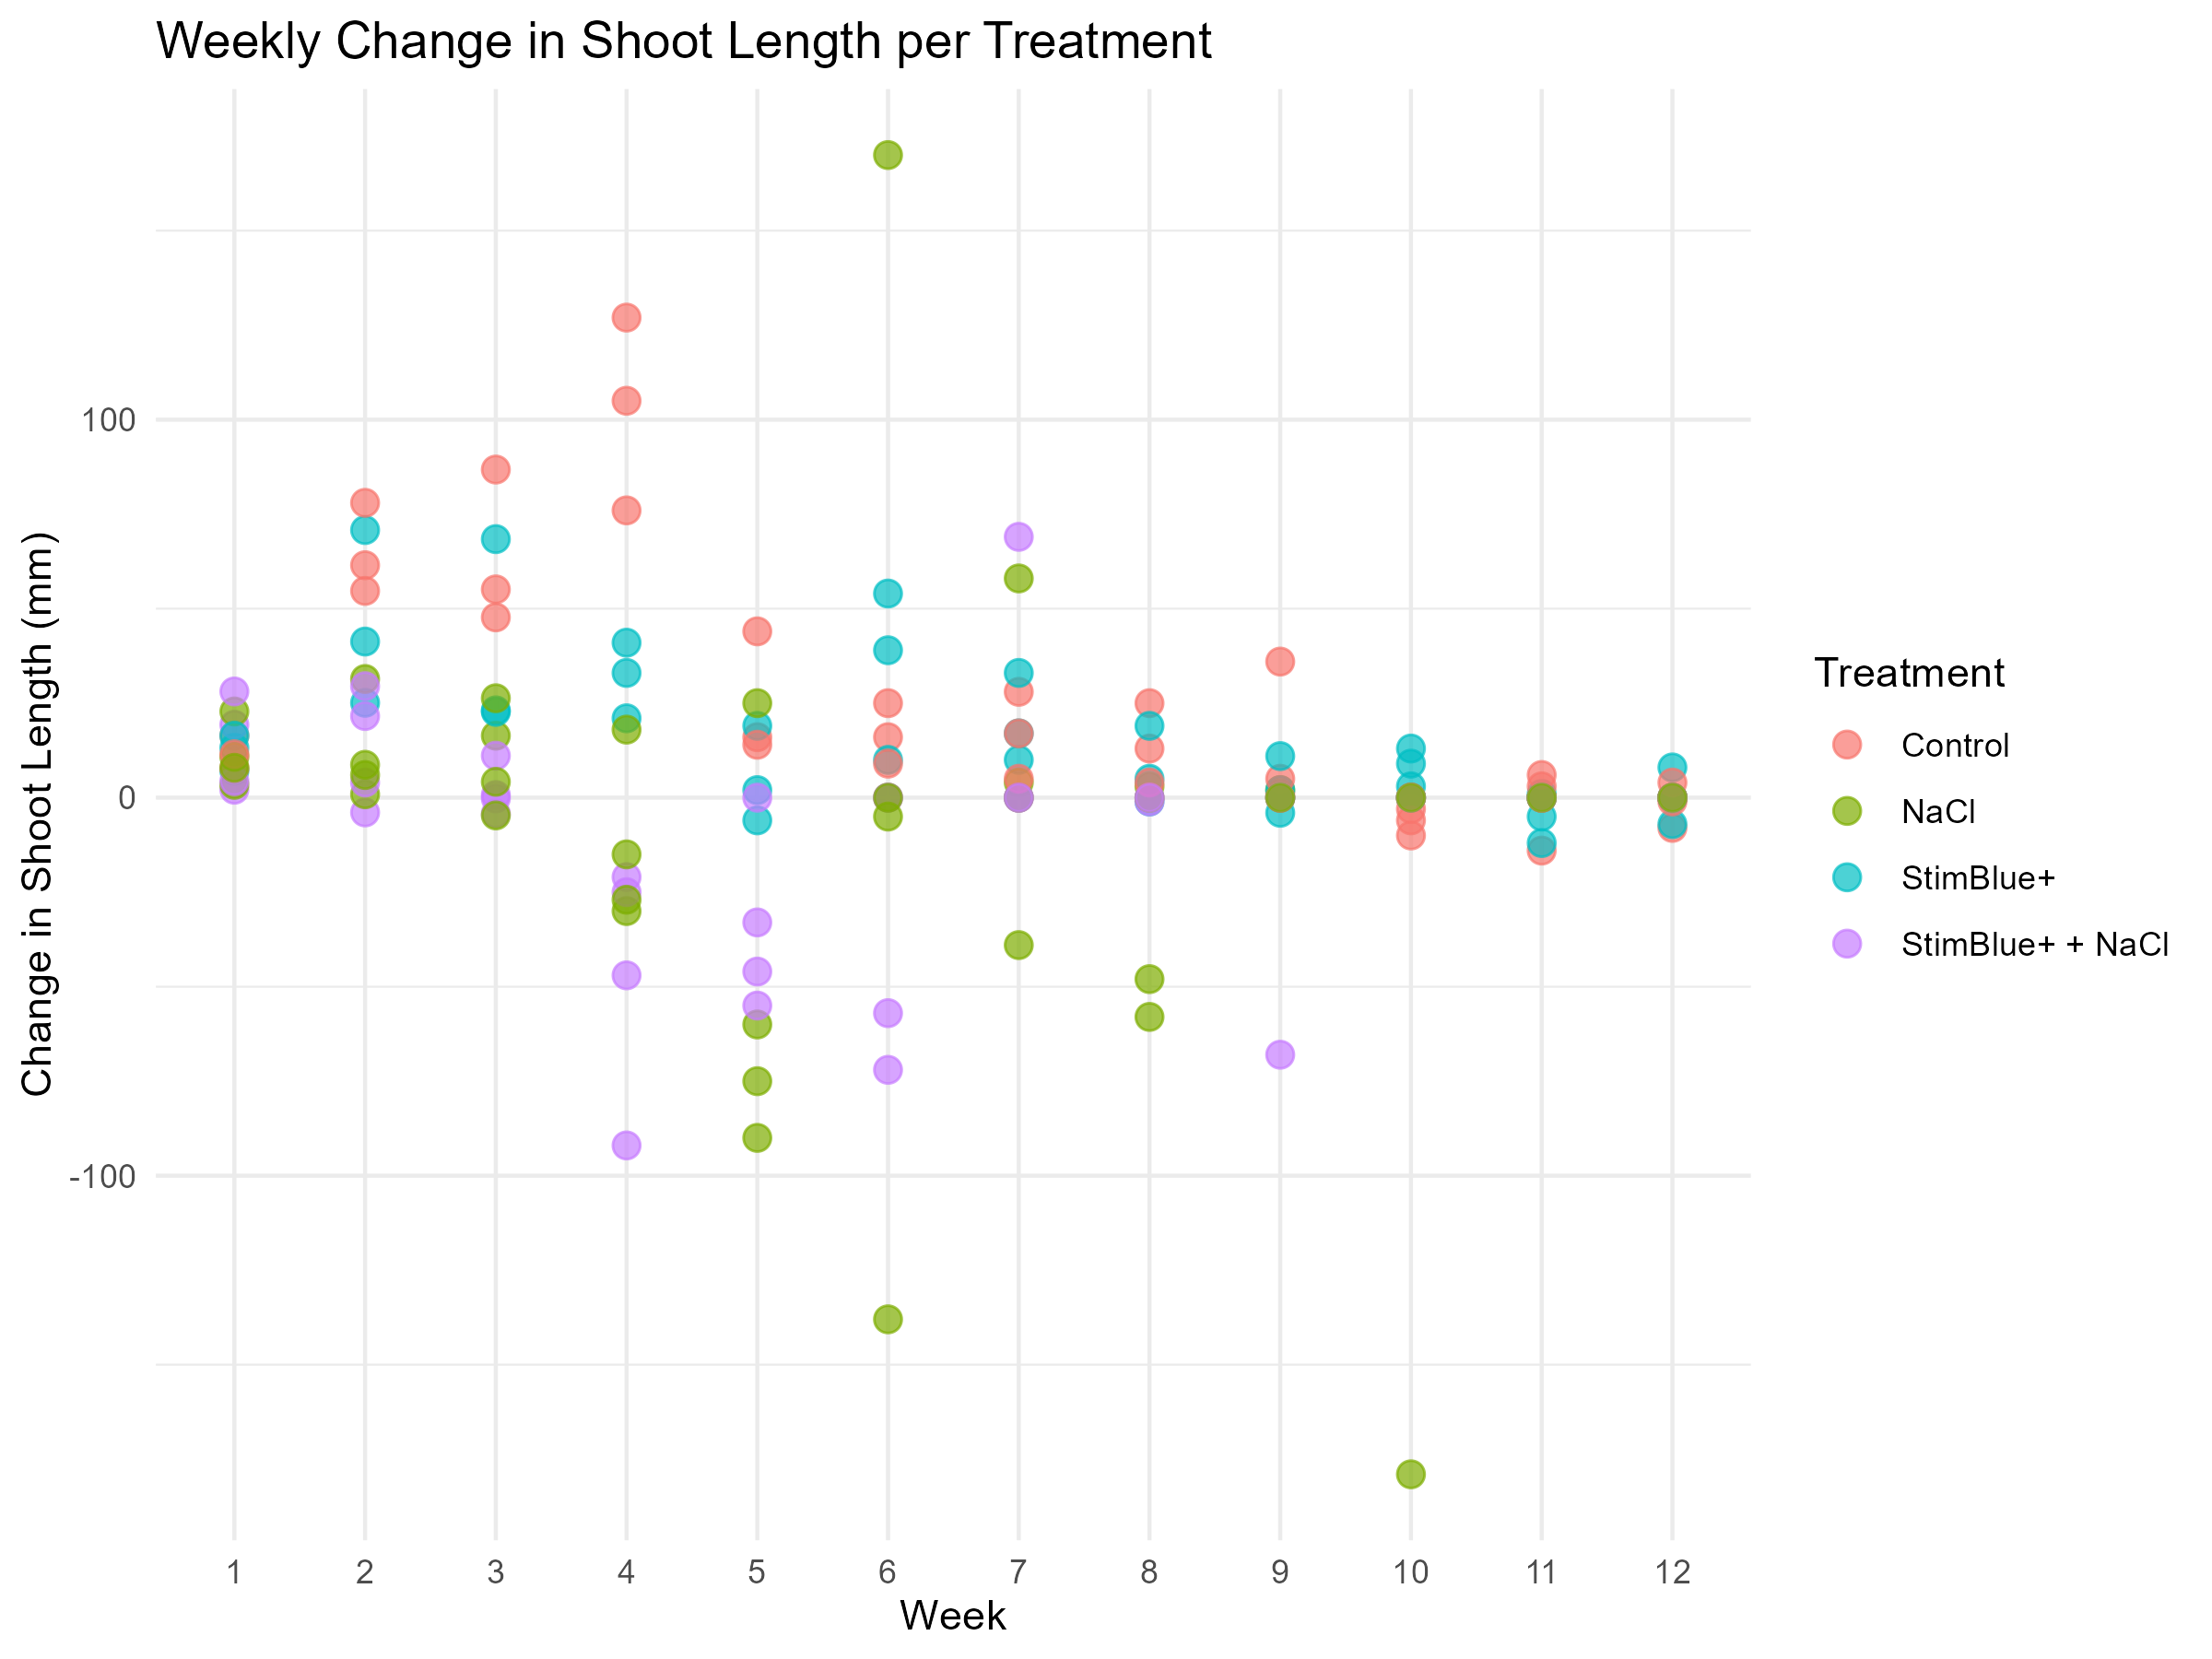 Weekly Change in Shoot Length per Treatment
Change in Shoot Length (mm)
100
0
-100
1 2 3 4 5 6 7 8 9 10 11 12
Week
Treatment
Control
NaCl
StimBlue+
StimBlue+ + NaCl